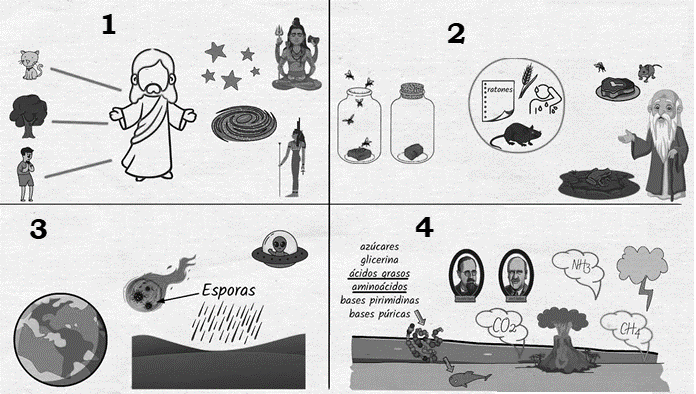 1
2
ratones
3
Esporas
4
azúcares
glicerina
ácidos grasos
aminoácidos
bases pirimidinas
bases púricas
NH3
CO2
CH4